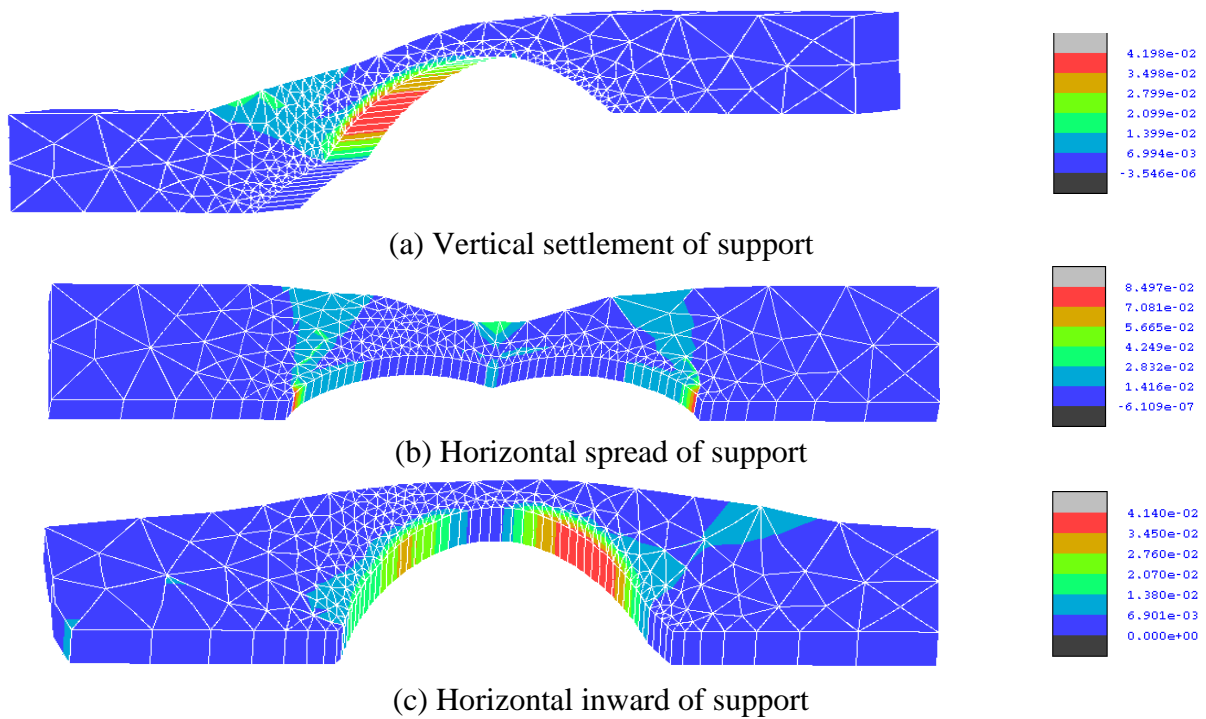 4.198e-02
3.498e-02
2.799e-02
2.099e-02
1.399e-02
6.994e-03
-3.546e-06
(a) Vertical settlement of support
8.497e-02
7.081e-02
5.665e-02
4.249e-02
2.832e-02
1.416e-02
-6.109e-07
(b) Horizontal spread of support
4.140e-02
3.450e-02
2.760e-02
2.070e-02
1.380e-02
6.901e-03
0.000e+00
(c) Horizontal inward of support